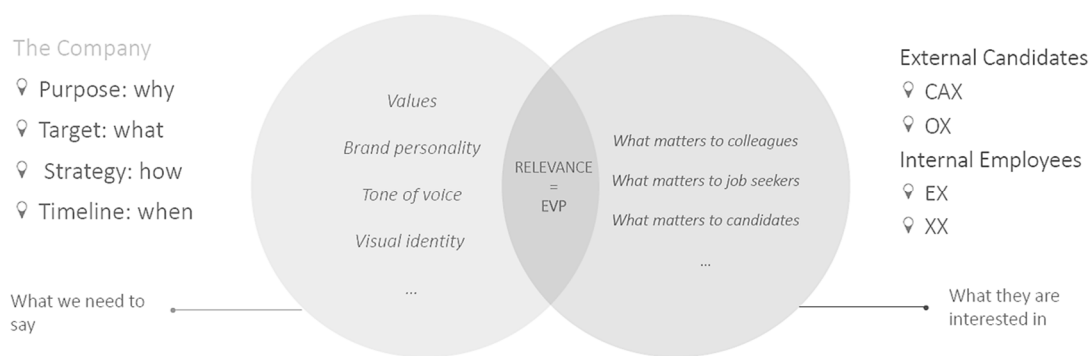 The Company
Purpose: why
Target: what
Strategy: how
Timeline: when
What we need to
say
Values
Brand personality
Tone of voice
Visual identity
...
RELEVANCE
=
EVP
What matters to colleagues
What matters to job seekers
What matters to candidates
...
External Candidates
CAX
OX
Internal Employees
EX
XX
What they are
interested in